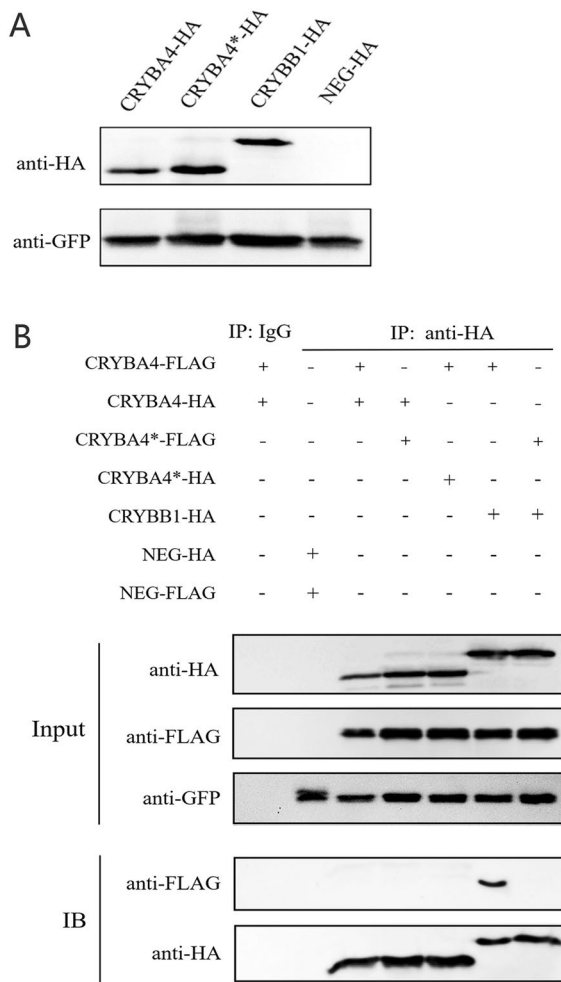 A
CRYBA4-HA
CRYBA4*-HA
CRYBB1-HA
NEG-HA
anti-HA
anti-GFP
B
IP: IgG IP: anti-HA
CRYBA4-FLAG + - + - + + -
CRYBA4-HA + - + + - - -
CRYBA4*-FLAG - - - + - - +
CRYBA4*-HA - - - - + - -
CRYBB1-HA - - - - - + +
NEG-HA - + - - - - -
NEG-FLAG - + - - - - -
Input
anti-HA
anti-FLAG
anti-GFP
IB
anti-FLAG
anti-HA